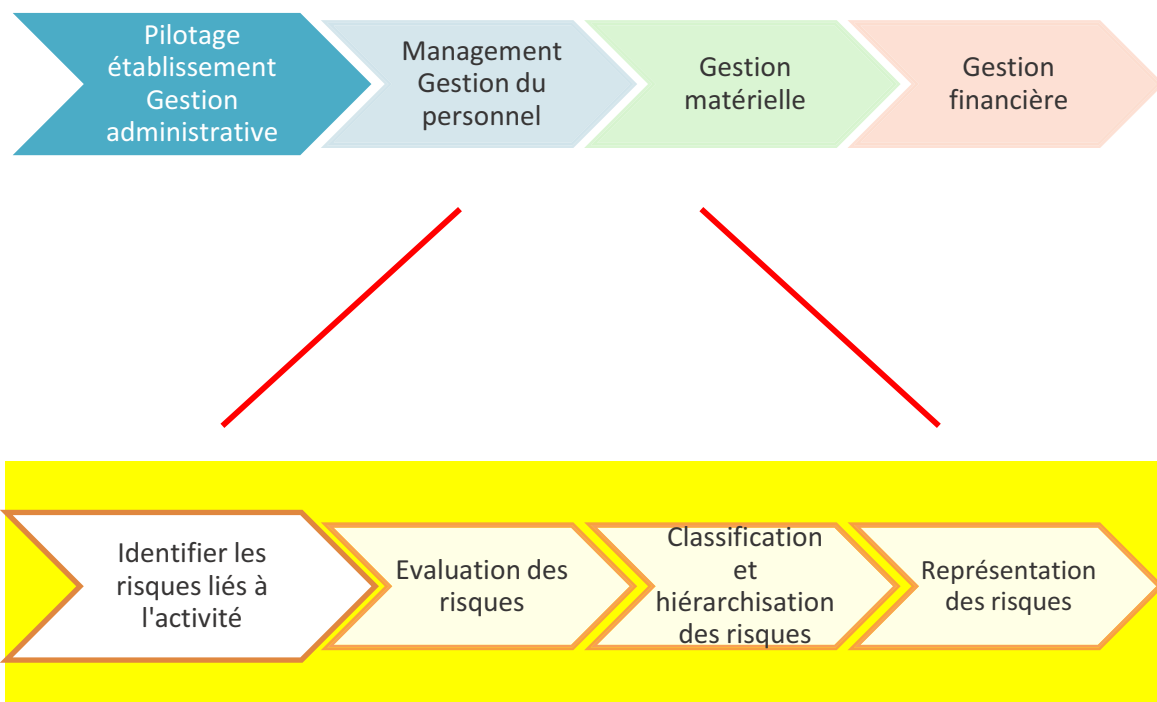 Pilotage
établissement
Gestion
administrative
Management
Gestion du
personnel
Gestion
matérielle
Gestion
financière
Identifier les
risques liés à
l'activité
Evaluation des
risques
Classification
et
hiérarchisation
des risques
Représentation
des risques